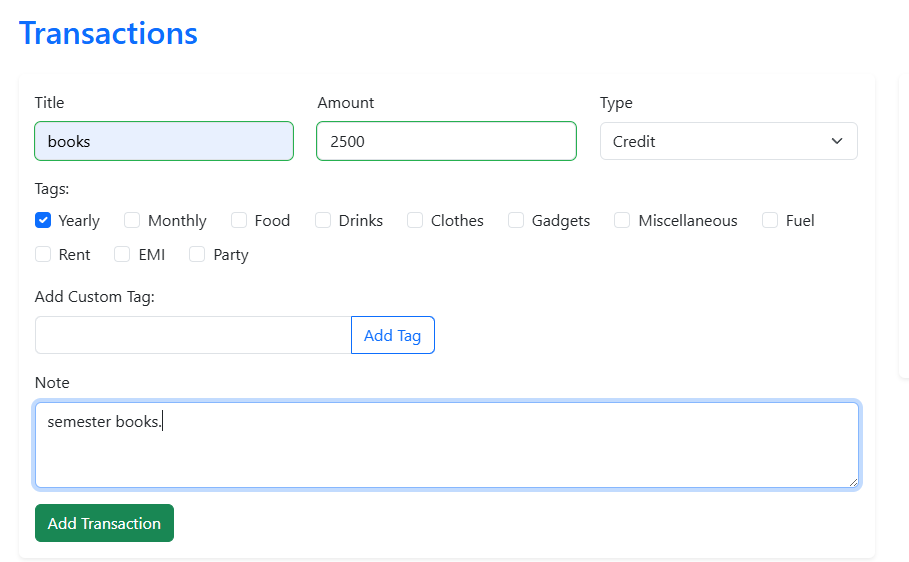 Transactions
Title Amount Type
books 2500 Credit
Tags:
Yearly Monthly Food Drinks Clothes Gadgets Miscellaneous Fuel
Rent EMI Party
Add Custom Tag:
Add Tag
Note
semester books.
Add Transaction